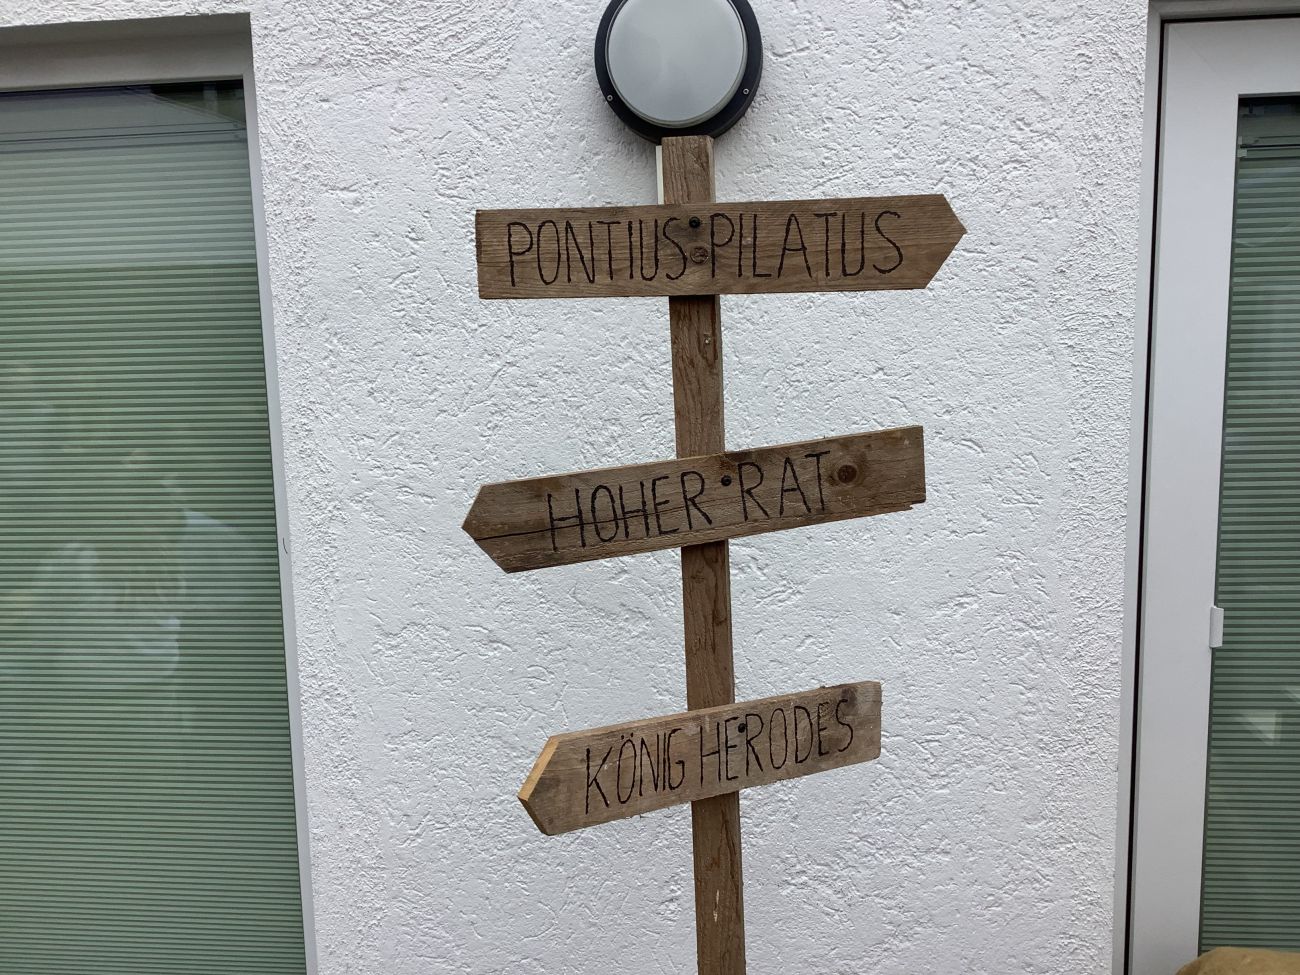 PONTIUS PILATUS
HOHER RAT
KÖNIG HERODES